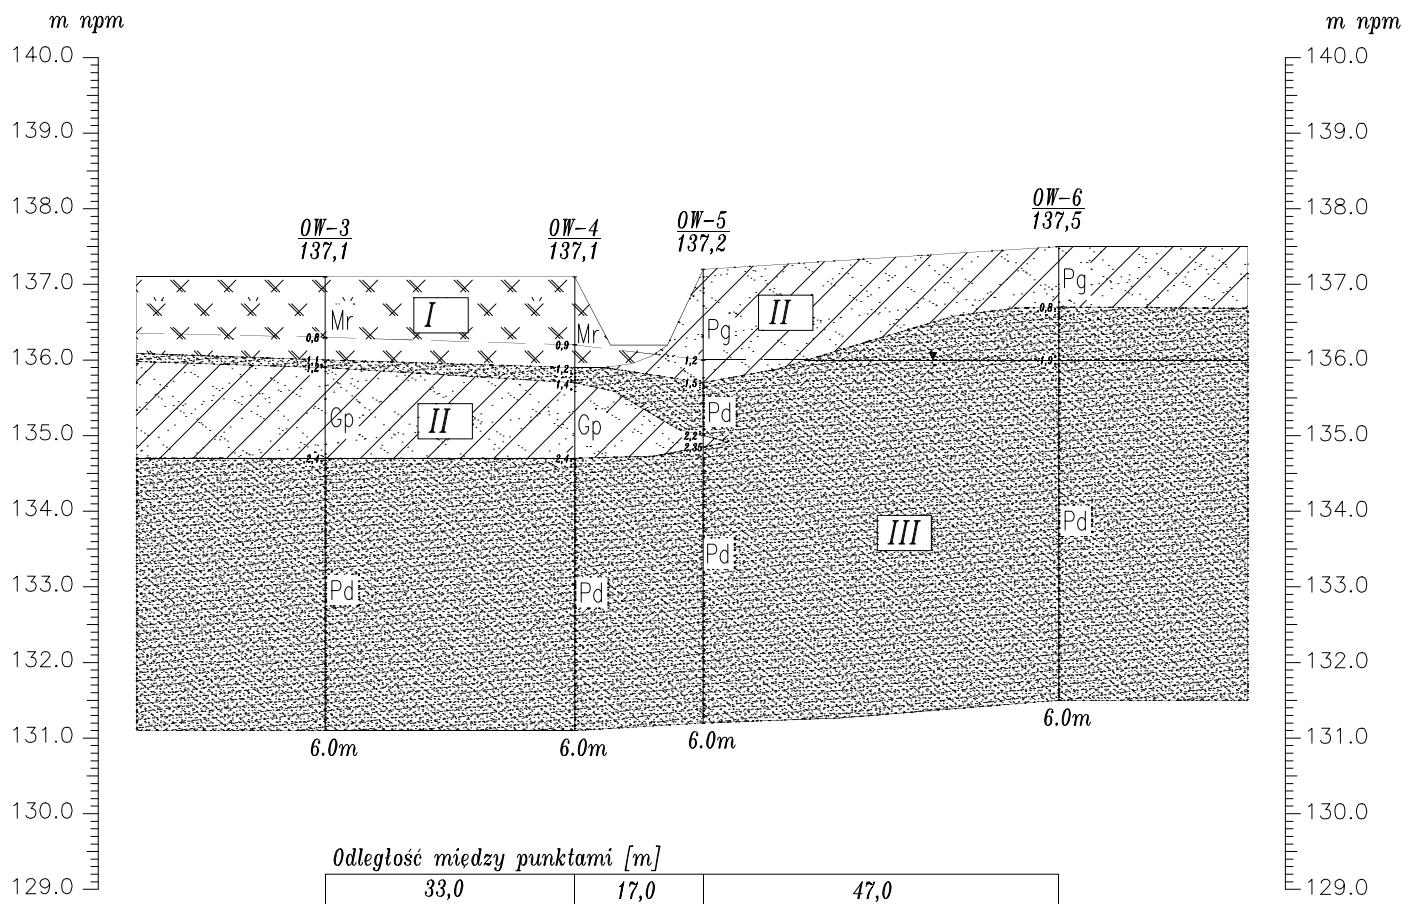 m npm
m npm
140.0
140.0
139.0
139.0
138.0
138.0
OW-3
137,1
OW-4
137,1
OW-5
137,2
OW-6
137,5
137.0
137.0
Pg
I
II
Mr
Mr
Pg
0,8
0,9
0,8
136.0
136.0
1,2
1,2
1,2
1,4
1,5
Pd
II
Gp
Gp
2,2
2,35
135.0
135.0
2,4
2,4
134.0
134.0
III
Pd
Pd
133.0
133.0
Pd
Pd
132.0
132.0
131.0
131.0
6.0m
6.0m
6.0m
6.0m
130.0
130.0
Odległość między punktami [m]
129.0
129.0
33,0
17,0
47,0